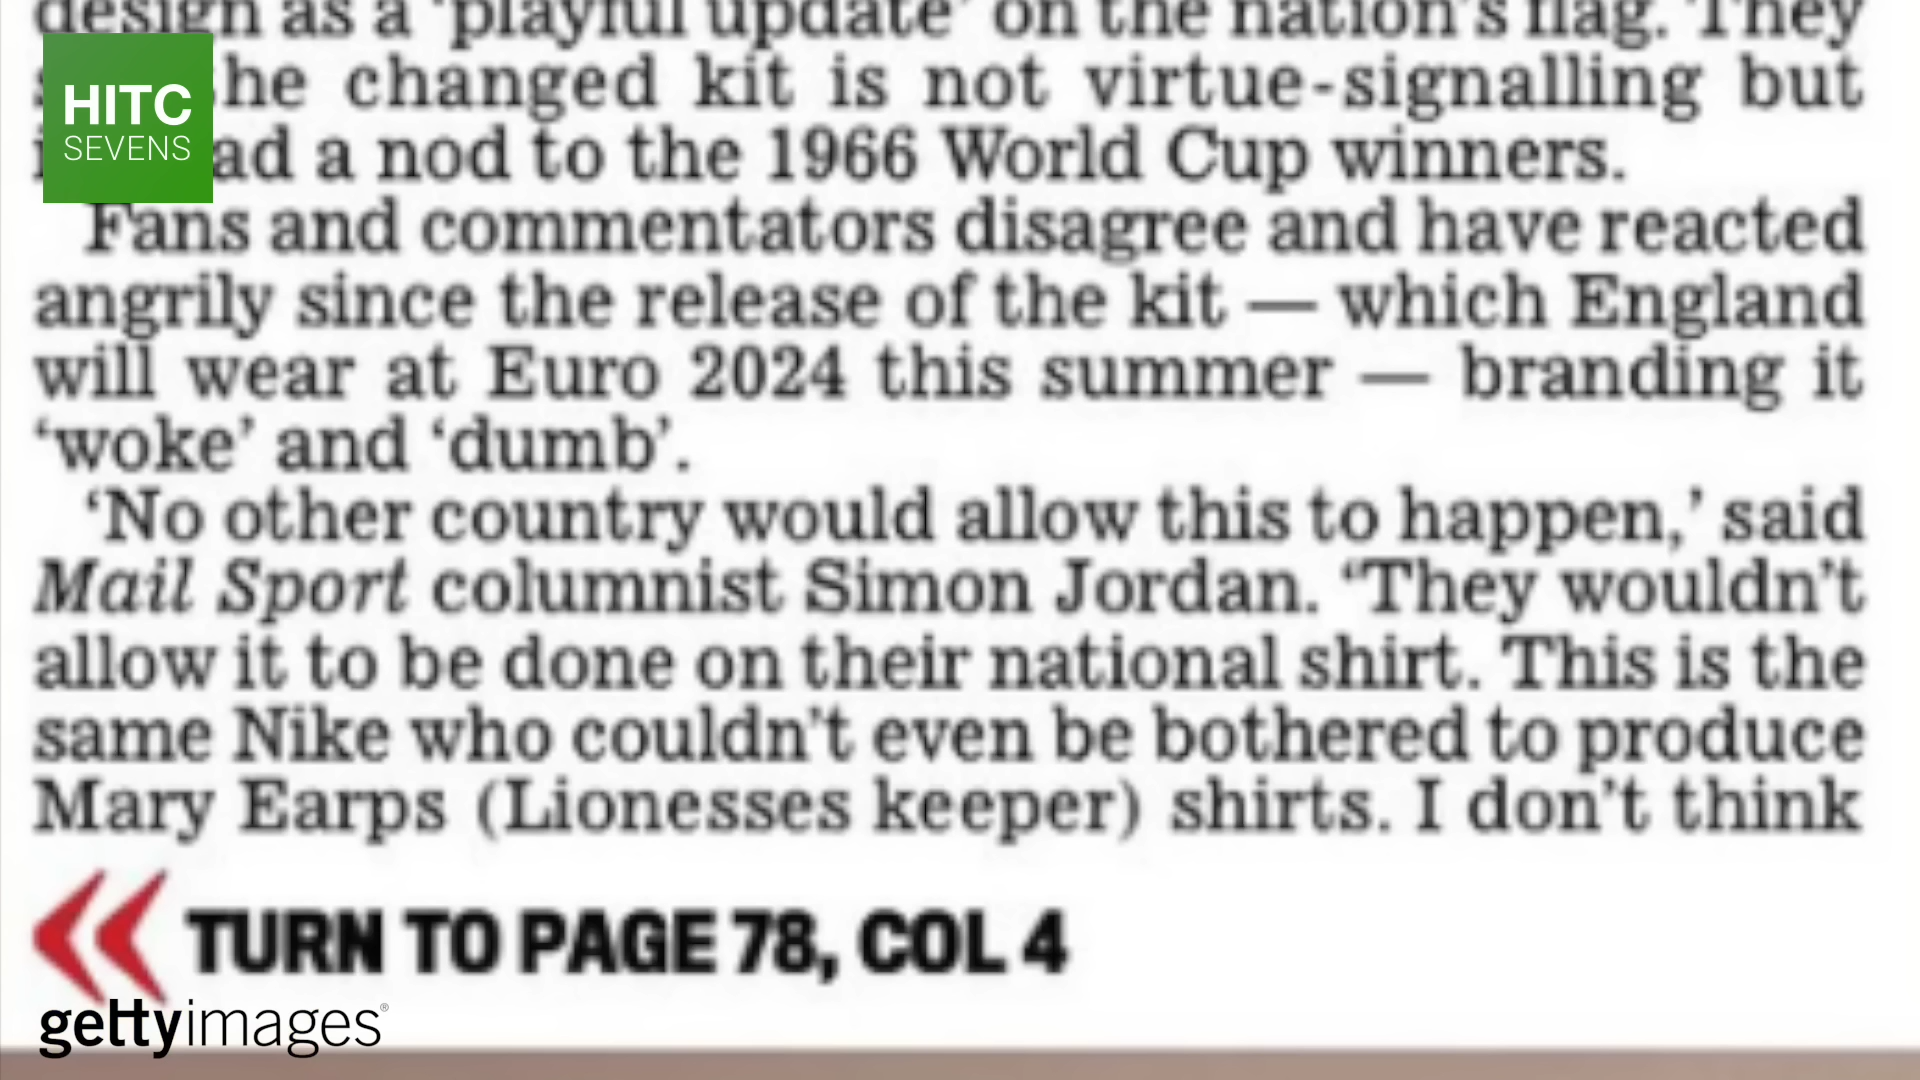 design as a ‘playful update’ on the nation’s flag. They
he changed kit is not virtue-signalling but
ad a nod to the 1966 World Cup winners.
Fans and commentators disagree and have reacted
angrily since the release of the kit — which England
will wear at Euro 2024 this summer — branding it
‘woke’ and ‘dumb’.
‘No other country would allow this to happen,’ said
Mail Sport columnist Simon Jordan. ‘They wouldn’t
allow it to be done on their national shirt. This is the
same Nike who couldn’t even be bothered to produce
Mary Earps (Lionesses keeper) shirts. I don’t think
TURN TO PAGE 78, COL 4
HITC
SEVENS
gettyimages®